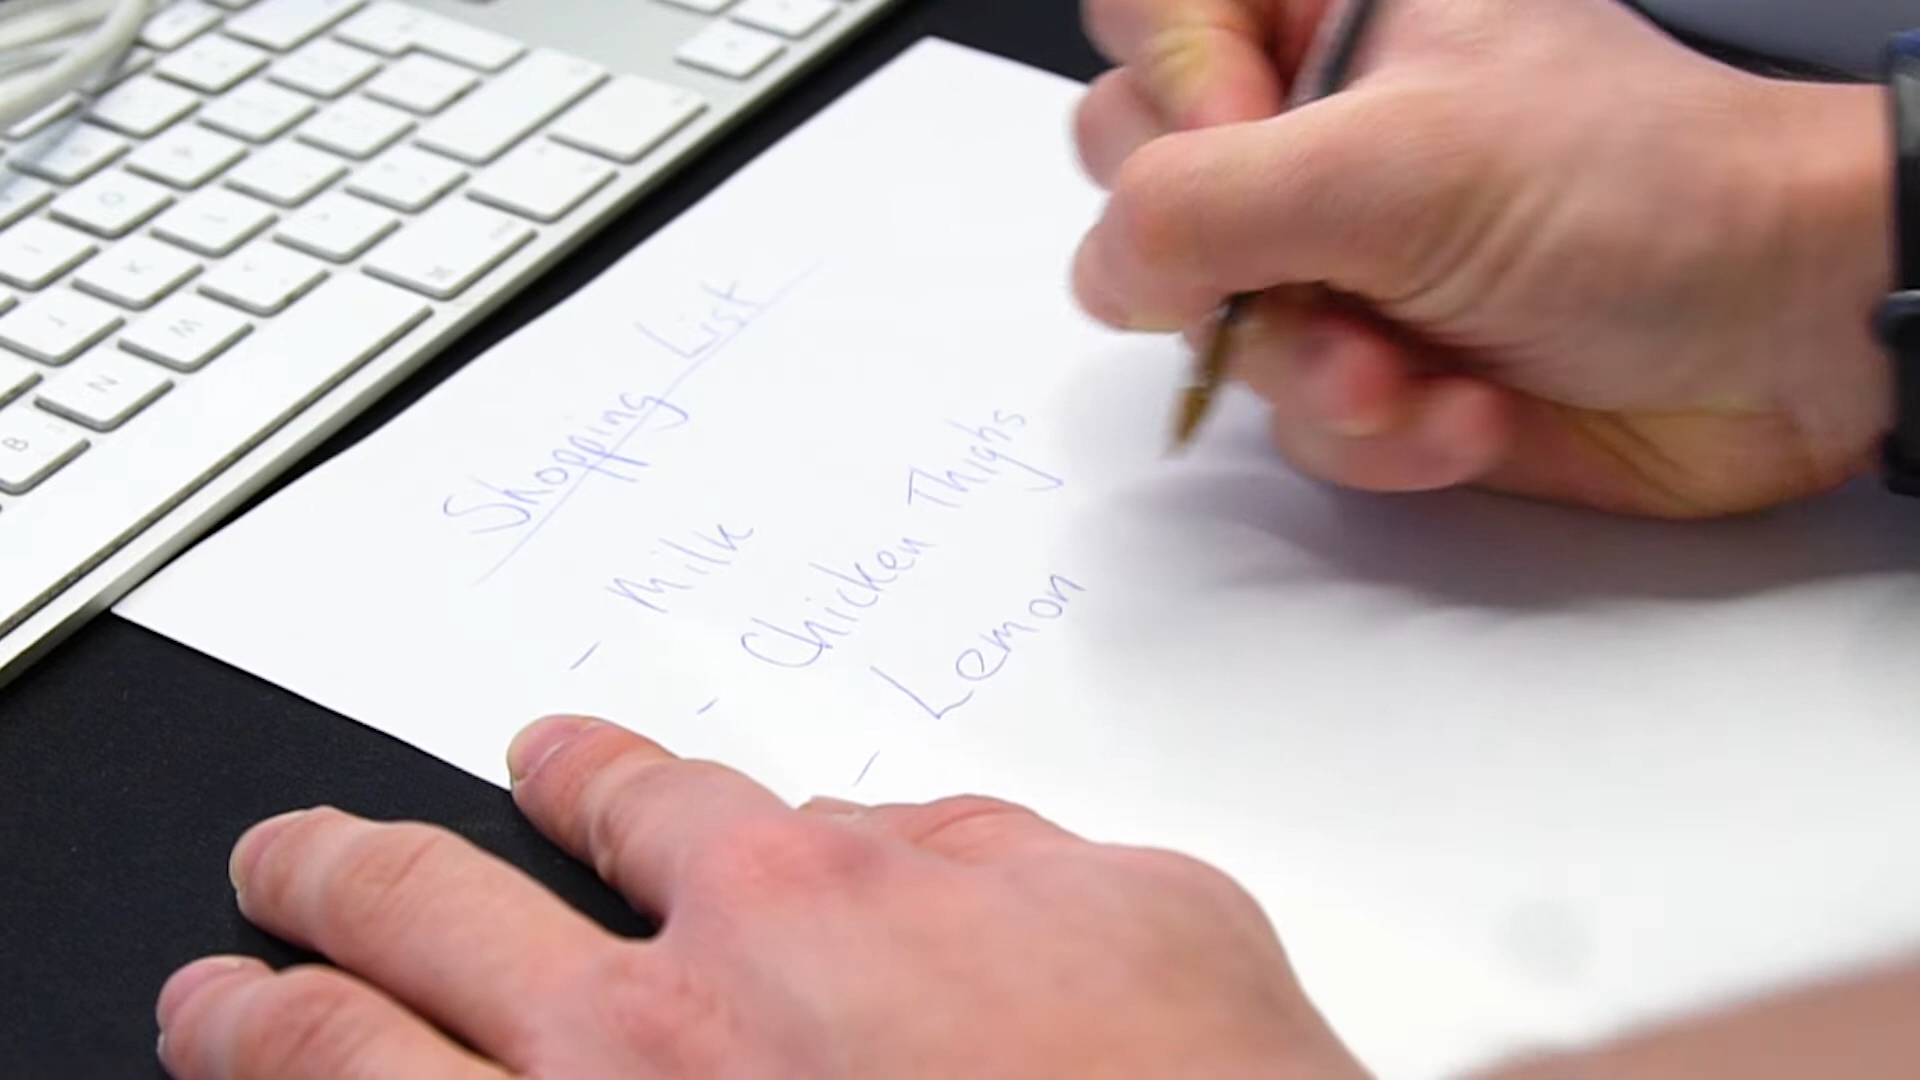 Shopping List
- Milk
- Chicken Thighs
- Lemon